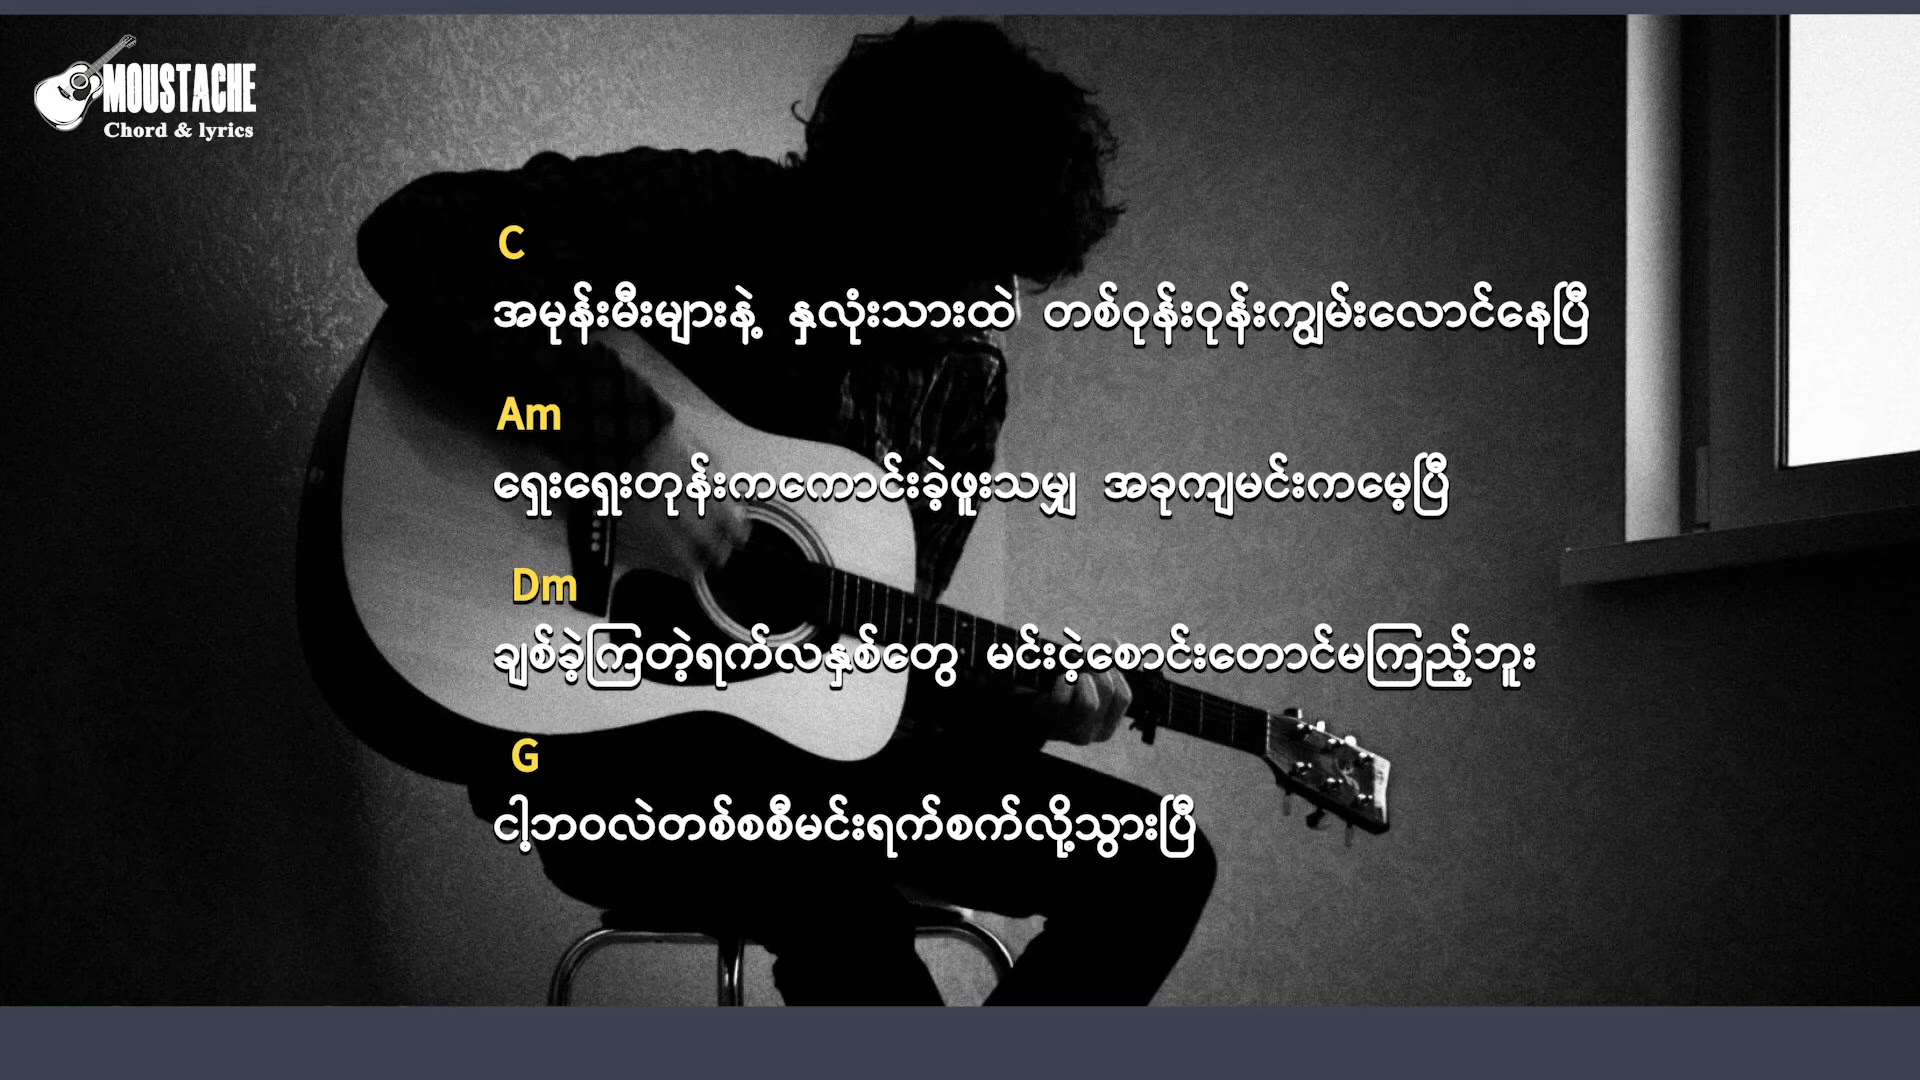 MOUSTACHE
Chord & lyrics
C
အမုန်းမီးများနဲ့ နှလုံးသားထဲ တစ်ဝုန်းဝုန်းကျွမ်းလောင်နေပြီ
Am
ရှေးရှေးတုန်းကကောင်းခဲ့ဖူးသမျှ အခုကျမင်းကမေ့ပြီ
Dm
ချစ်ခဲ့ကြတဲ့ရက်လနှစ်တွေ မင်းငဲ့စောင်းတောင်မကြည့်ဘူး
G
ငါ့ဘဝလဲတစ်စစီမင်းရက်စက်လို့သွားပြီ